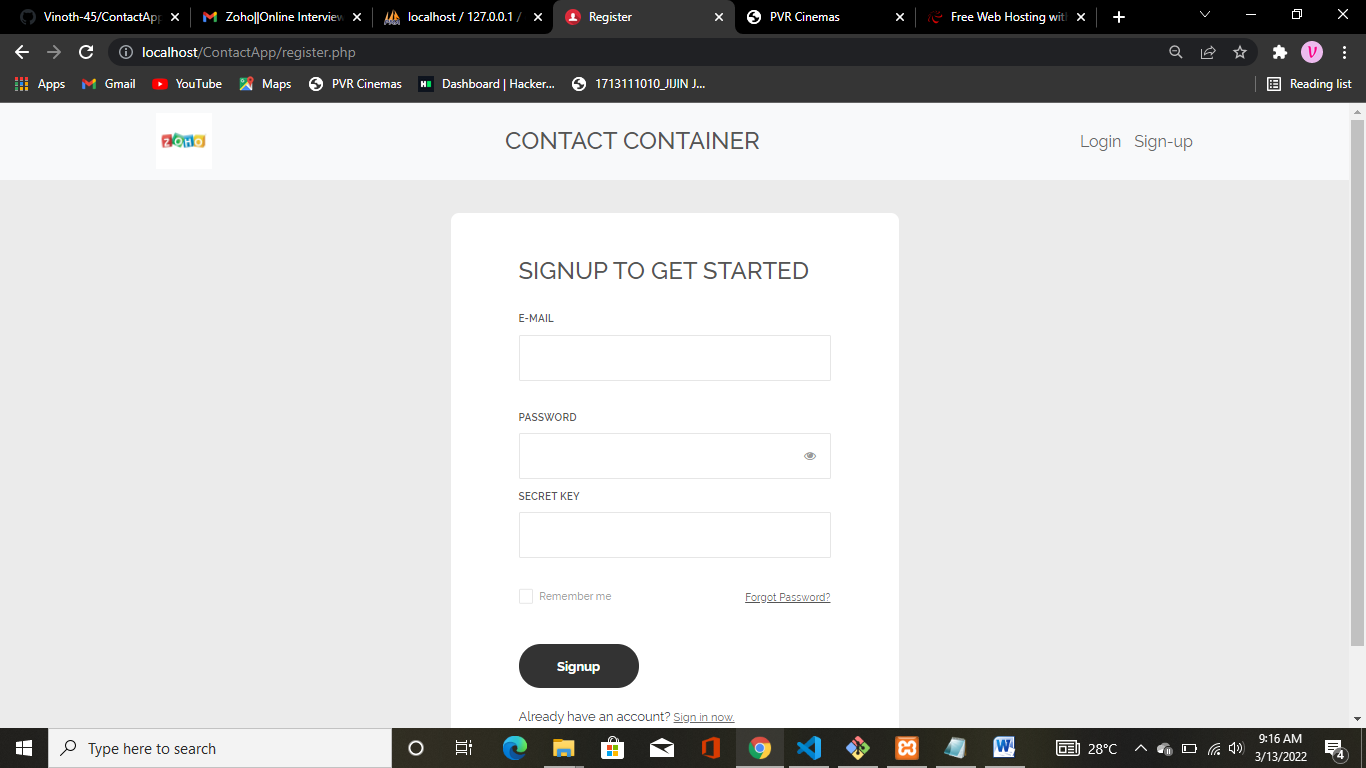 Vinoth-45/ContactApp
Zoho||Online Interview
localhost / 127.0.0.1 /
Register
PVR Cinemas
Free Web Hosting with
localhost/ContactApp/register.php
V
Apps
Gmail
YouTube
Maps
PVR Cinemas
Dashboard | Hacker...
1713111010_JIJIN J...
Reading list
ZOHO
CONTACT CONTAINER
Login
Sign-up
SIGNUP TO GET STARTED
E-MAIL
PASSWORD
SECRET KEY
Remember me
Forgot Password?
Signup
Already have an account? Sign in now.
Type here to search
28°C
9:16 AM
3/13/2022
4